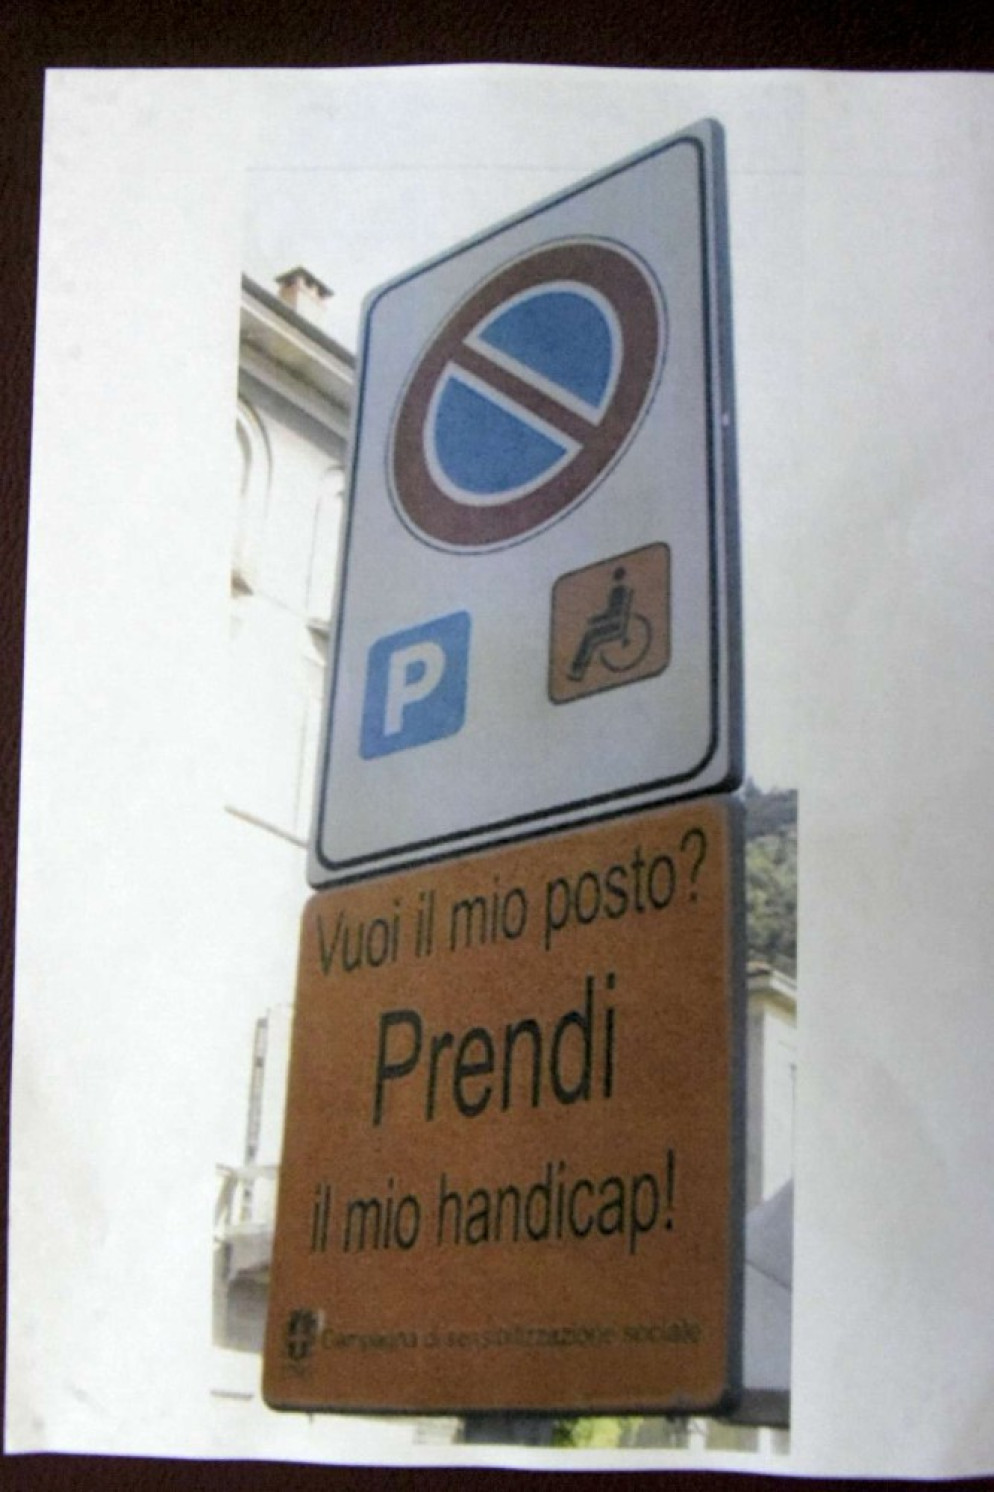 P
Vuoi il mio posto?
Prendi
il mio handicap!
Campagna di sensibilizzazione sociale